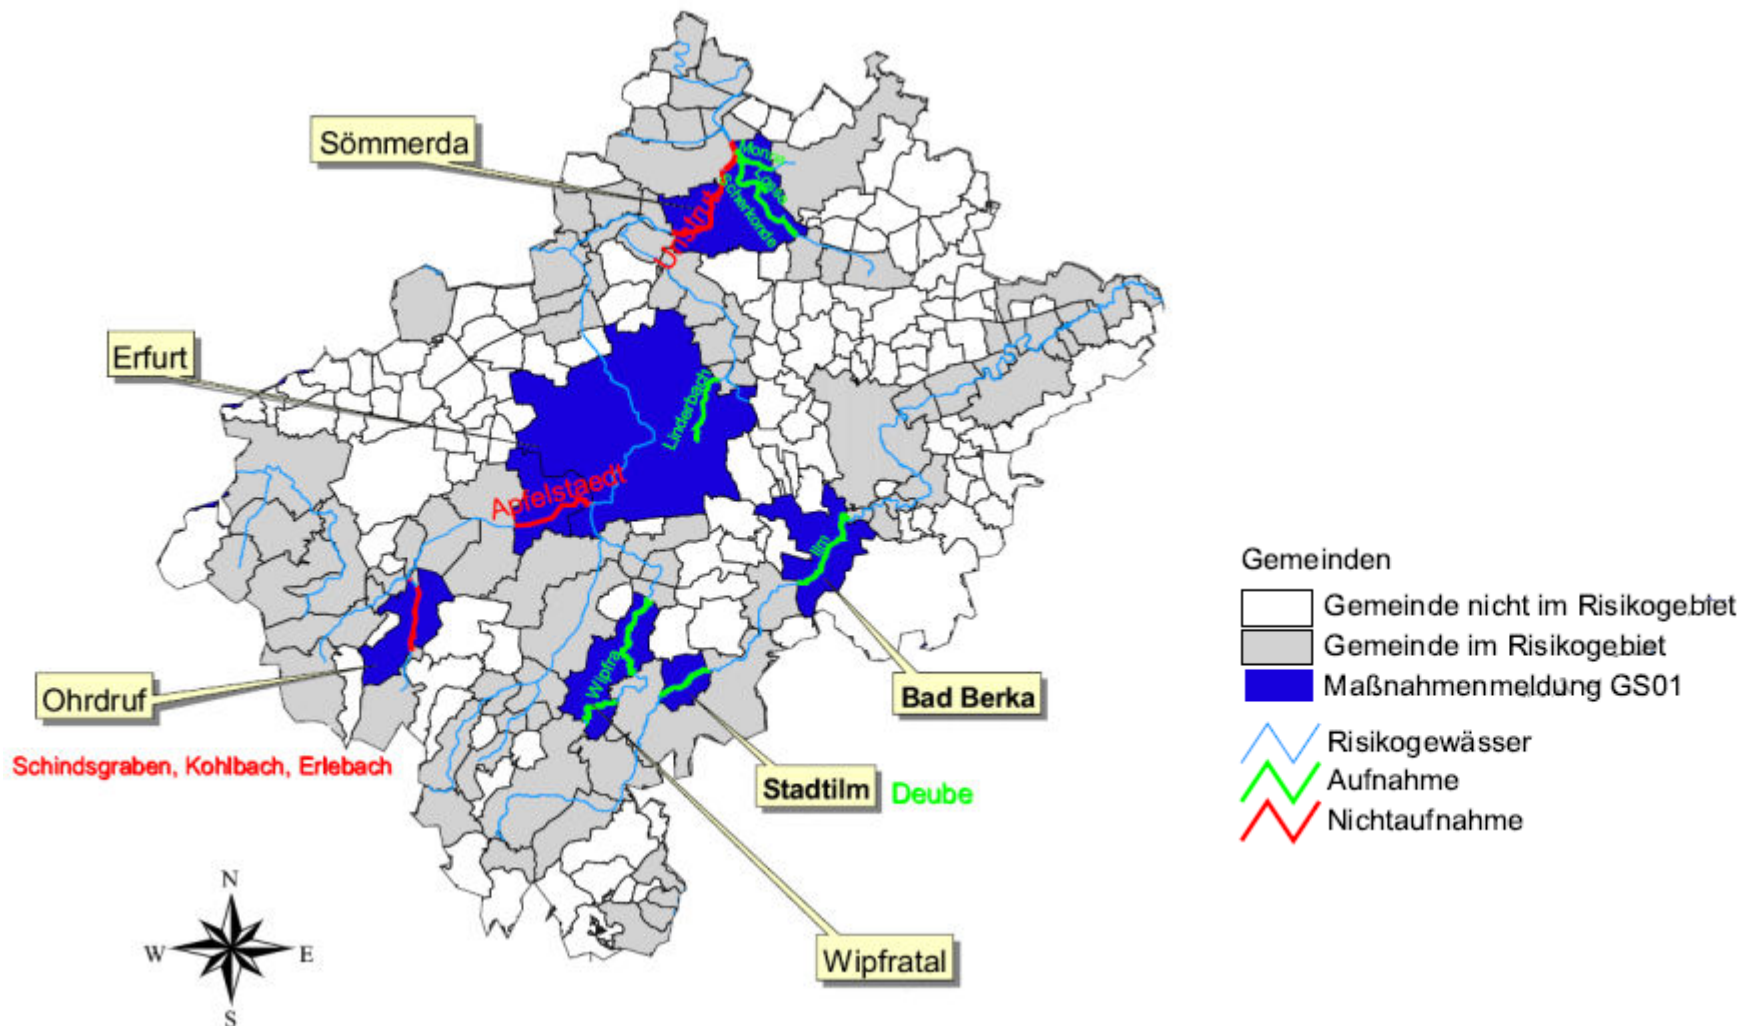 Sömmerda
Monna
Lossa
Scherkonde
Unstrut
Erfurt
Linderbach
Apfelstaedt
Ilm
Wipfra
Ohrdruf
Bad Berka
Schindsgraben, Kohlbach, Erlebach
Stadtilm
Deube
Wipfratal
N
W
E
S
Gemeinden
Gemeinde nicht im Risikogebiet
Gemeinde im Risikogebiet
Maßnahmenmeldung GS01
Risikogewässer
Aufnahme
Nichtaufnahme